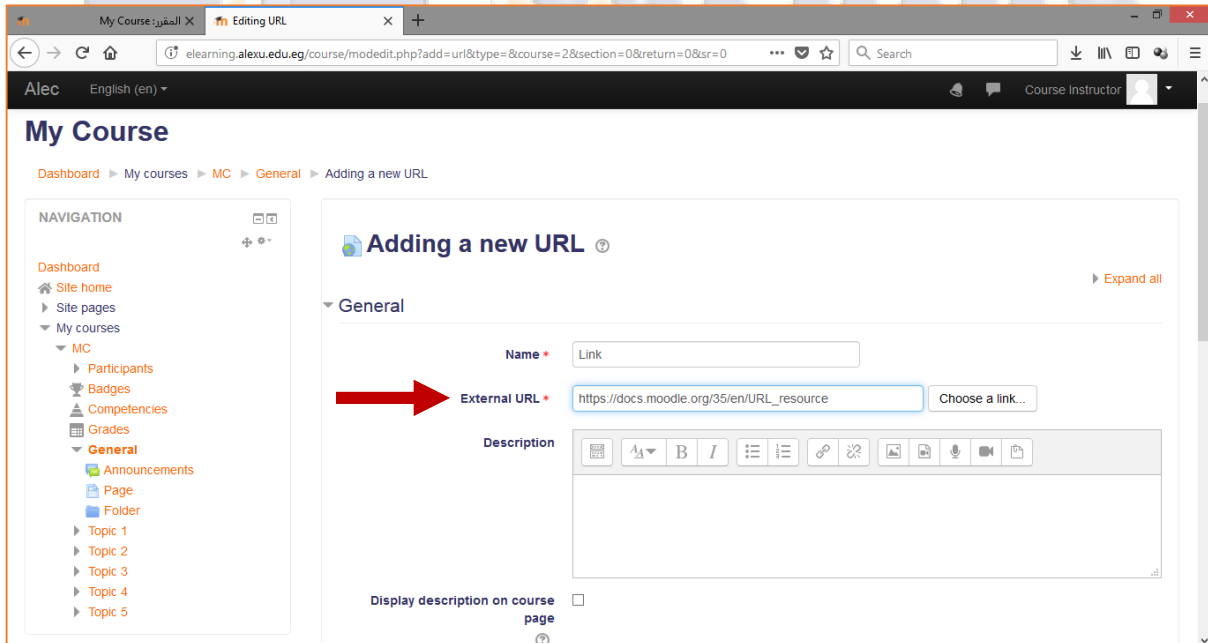 My Course :المقرر
Editing URL
elearning.alexu.edu.eg/course/modedit.php?add=url&type=&course=2&section=0&return=0&sr=0
Search
Alec English (en)
Course Instructor
My Course
Dashboard My courses MC General Adding a new URL
NAVIGATION
Dashboard
Site home
Site pages
My courses
MC
Participants
Badges
Competencies
Grades
General
Announcements
Page
Folder
Topic 1
Topic 2
Topic 3
Topic 4
Topic 5
Adding a new URL
Expand all
General
Name * Link
External URL * https://docs.moodle.org/35/en/URL_resource Choose a link...
Description
Display description on course
page